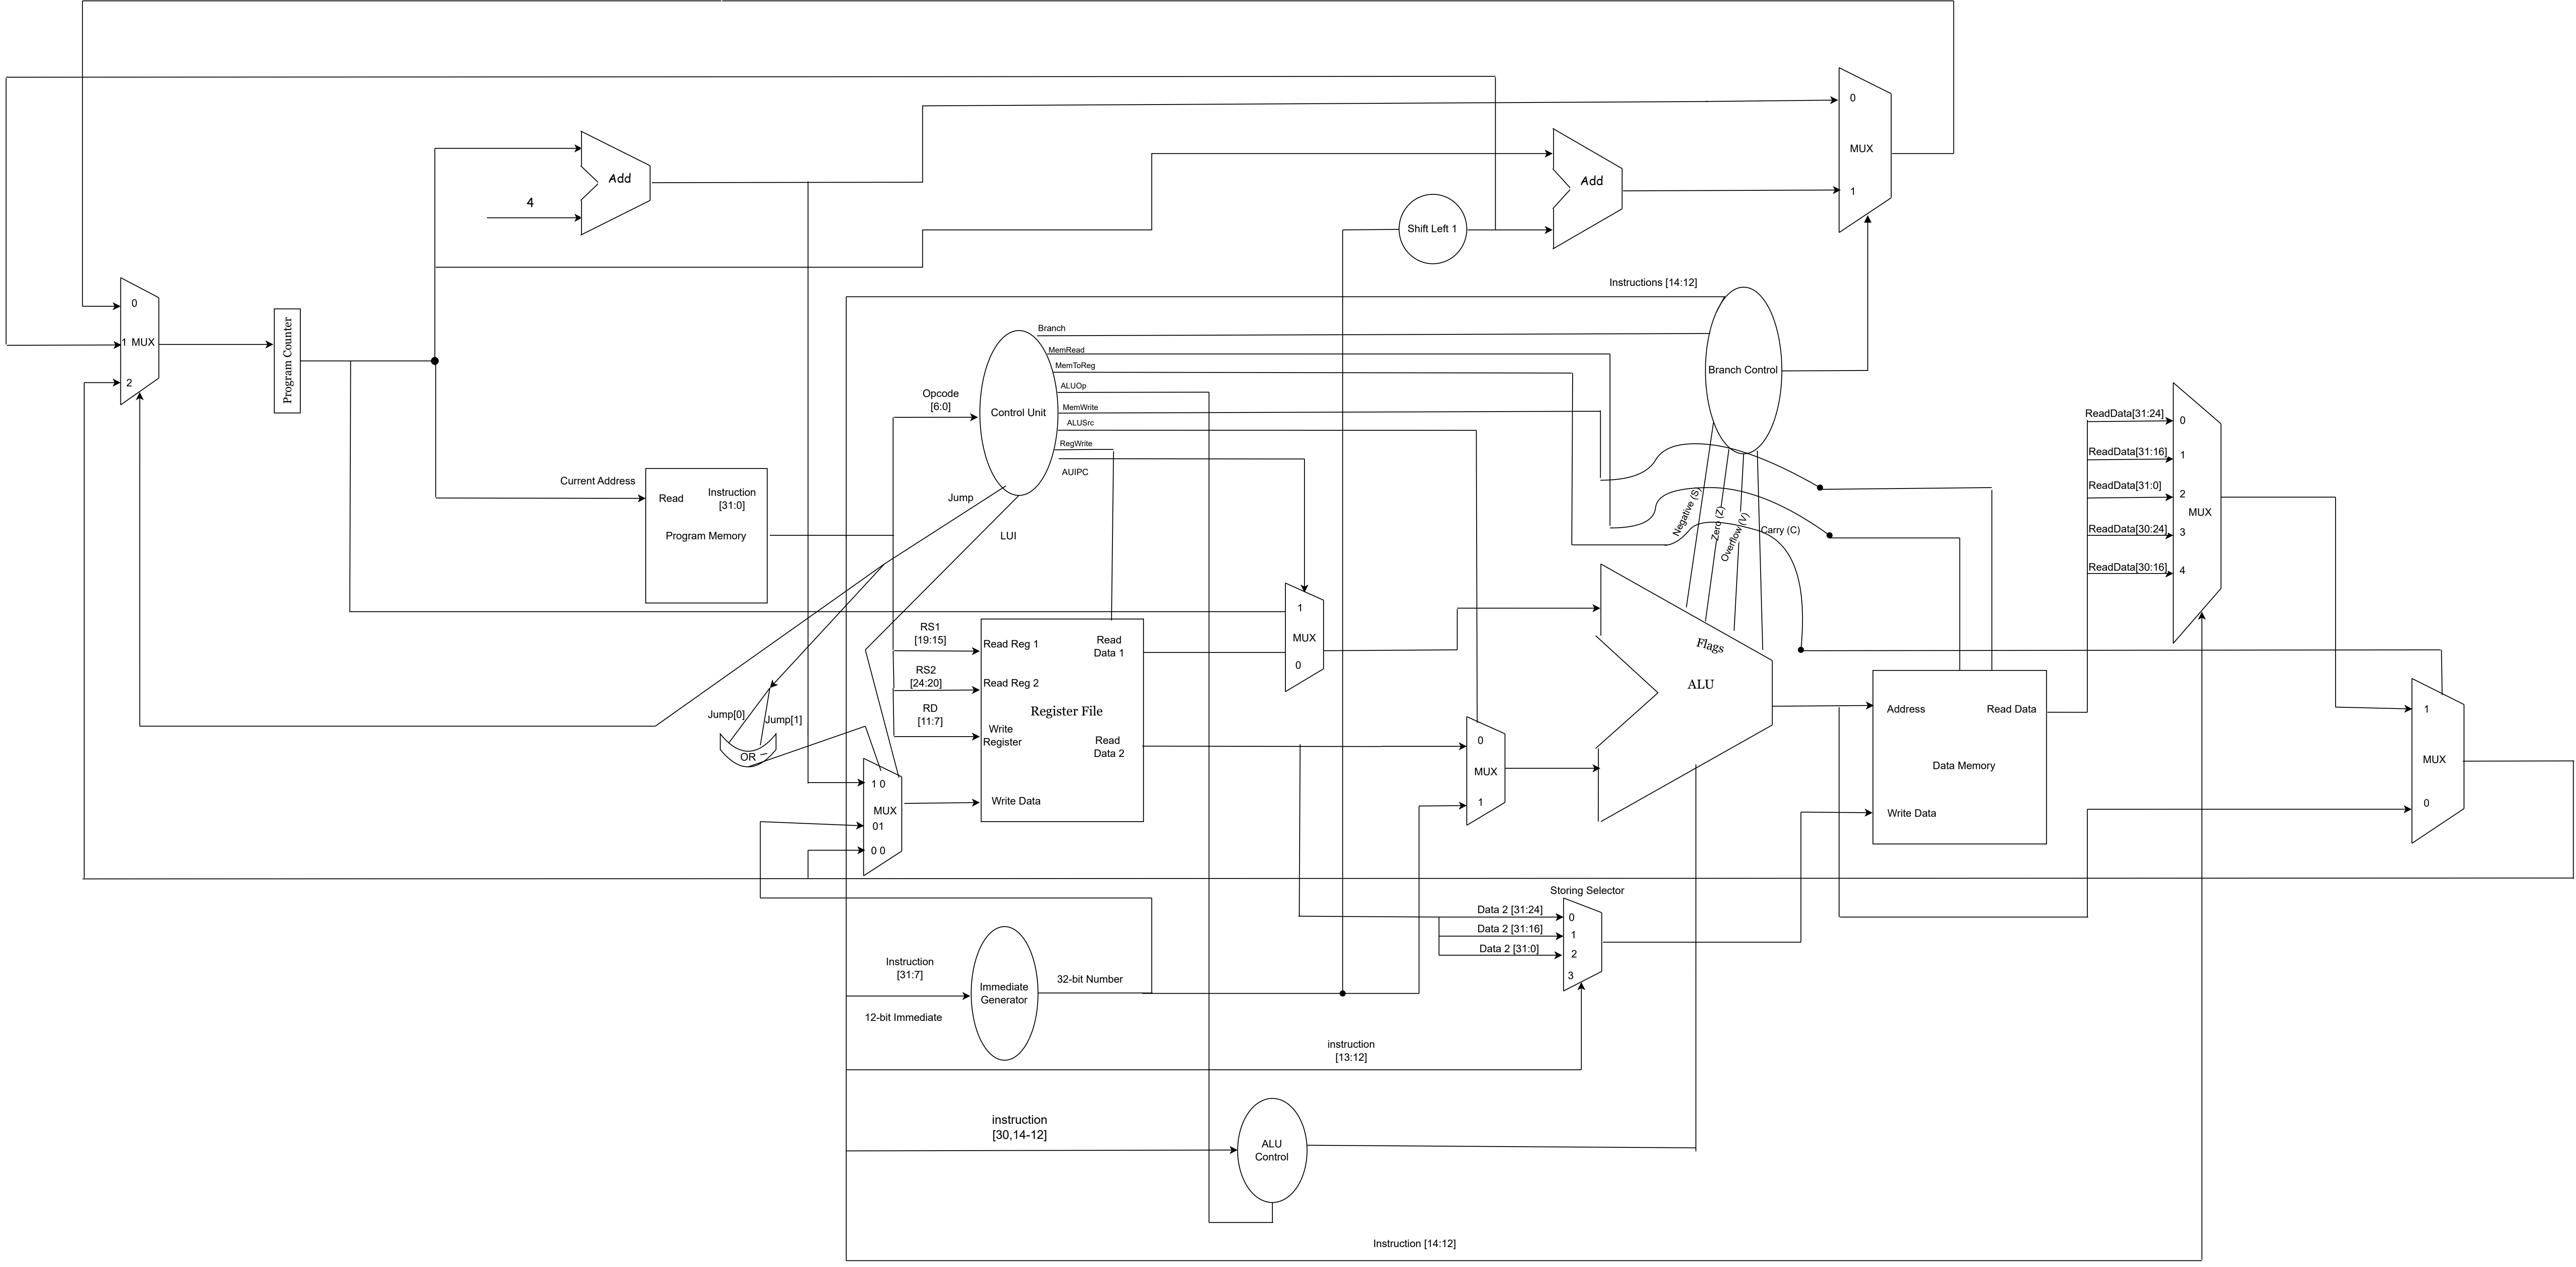 0
MUX
1
Add
4
Add
Shift Left 1
Instructions [14:12]
0
1 MUX
2
Program Counter
Branch
MemRead
MemToReg
ALUOp
MemWrite
ALUSrc
RegWrite
AUIPC
Opcode
[6:0]
Control Unit
Branch Control
Jump
LUI
Current Address
Read
Instruction
[31:0]
Program Memory
Negative (S)
Zero (Z)
Overflow (V)
Carry (C)
ReadData[31:24]
ReadData[31:16]
ReadData[31:0]
ReadData[30:24]
ReadData[30:16]
0
1
2
MUX
3
4
RS1
[19:15]
RS2
[24:20]
RD
[11:7]
Read Reg 1
Read Reg 2
Write
Register
Write Data
Read
Data 1
Register File
Read
Data 2
1
MUX
0
Flags
ALU
0
MUX
1
Address
Read Data
Data Memory
Write Data
1
MUX
0
Jump[0]
Jump[1]
OR
1 0
MUX
01
0 0
Storing Selector
Data 2 [31:24]
Data 2 [31:16]
Data 2 [31:0]
0
1
2
3
Instruction
[31:7]
12-bit Immediate
Immediate
Generator
32-bit Number
instruction
[13:12]
instruction
[30,14-12]
ALU
Control
Instruction [14:12]